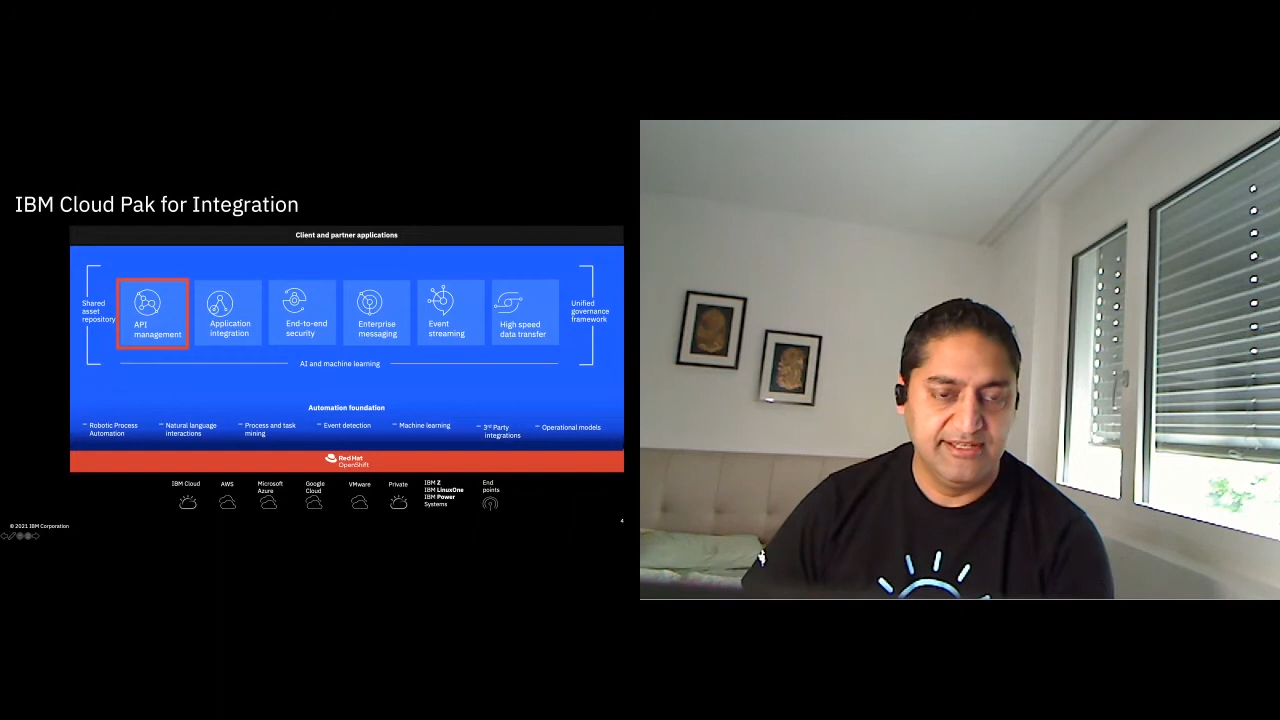 IBM Cloud Pak for Integration
Client and partner applications
Shared
asset
repository
API
management
Application
integration
End-to-end
security
Enterprise
messaging
Event
streaming
High speed
data transfer
Unified
governance
framework
AI and machine learning
Automation foundation
– Robotic Process
Automation
– Natural language
interactions
– Process and task
mining
– Event detection
– Machine learning
– 3rd Party
integrations
– Operational models
Red Hat
OpenShift
IBM Cloud
AWS
Microsoft
Azure
Google
Cloud
VMware
Private
IBM Z
IBM LinuxOne
IBM Power
Systems
End
points
© 2021 IBM Corporation
4